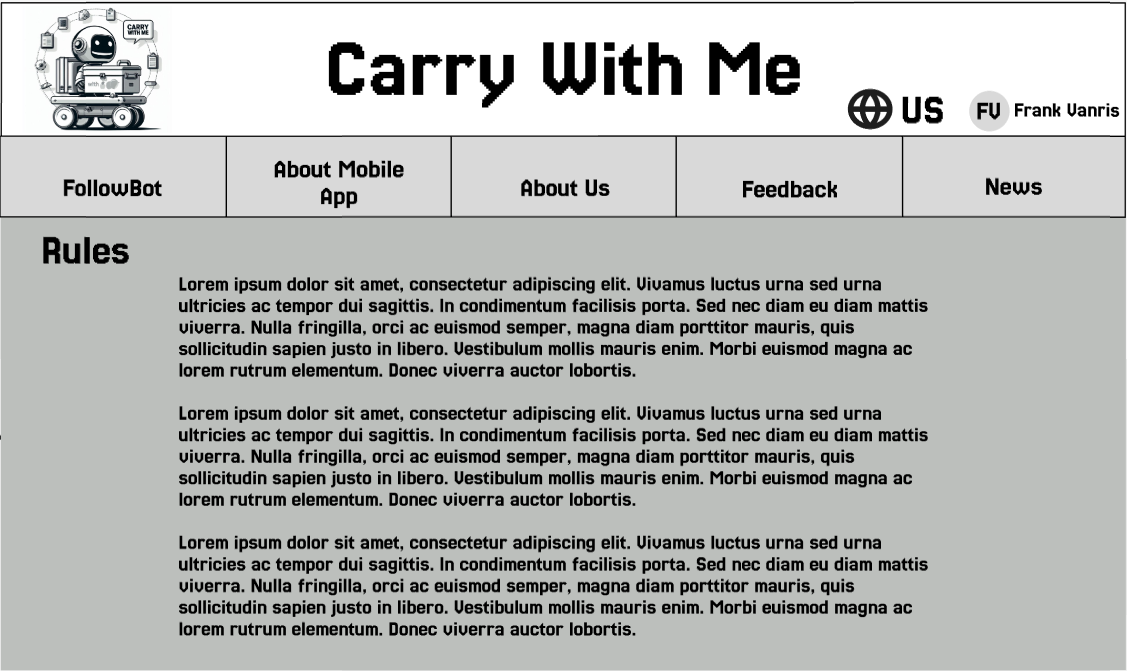 CARRY
WITH ME
with
Carry With Me
US
FV
Frank Vanris
FollowBot
About Mobile
App
About Us
Feedback
News
Rules
Lorem ipsum dolor sit amet, consectetur adipiscing elit. Vivamus luctus urna sed urna
ultricies ac tempor dui sagittis. In condimentum facilisis porta. Sed nec diam eu diam mattis
viverra. Nulla fringilla, orci ac euismod semper, magna diam porttitor mauris, quis
sollicitudin sapien justo in libero. Vestibulum mollis mauris enim. Morbi euismod magna ac
lorem rutrum elementum. Donec viverra auctor lobortis.
Lorem ipsum dolor sit amet, consectetur adipiscing elit. Vivamus luctus urna sed urna
ultricies ac tempor dui sagittis. In condimentum facilisis porta. Sed nec diam eu diam mattis
viverra. Nulla fringilla, orci ac euismod semper, magna diam porttitor mauris, quis
sollicitudin sapien justo in libero. Vestibulum mollis mauris enim. Morbi euismod magna ac
lorem rutrum elementum. Donec viverra auctor lobortis.
Lorem ipsum dolor sit amet, consectetur adipiscing elit. Vivamus luctus urna sed urna
ultricies ac tempor dui sagittis. In condimentum facilisis porta. Sed nec diam eu diam mattis
viverra. Nulla fringilla, orci ac euismod semper, magna diam porttitor mauris, quis
sollicitudin sapien justo in libero. Vestibulum mollis mauris enim. Morbi euismod magna ac
lorem rutrum elementum. Donec viverra auctor lobortis.